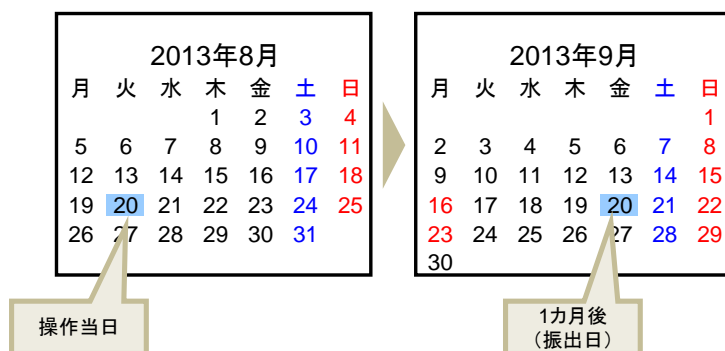 2013年8月
月 火 水 木 金 土 日
1 2 3 4
5 6 7 8 9 10 11
12 13 14 15 16 17 18
19 20 21 22 23 24 25
26 27 28 29 30 31
操作当日
2013年9月
月 火 水 木 金 土 日
1
2 3 4 5 6 7 8
9 10 11 12 13 14 15
16 17 18 19 20 21 22
23 24 25 26 27 28 29
30
1カ月後
（振出日）